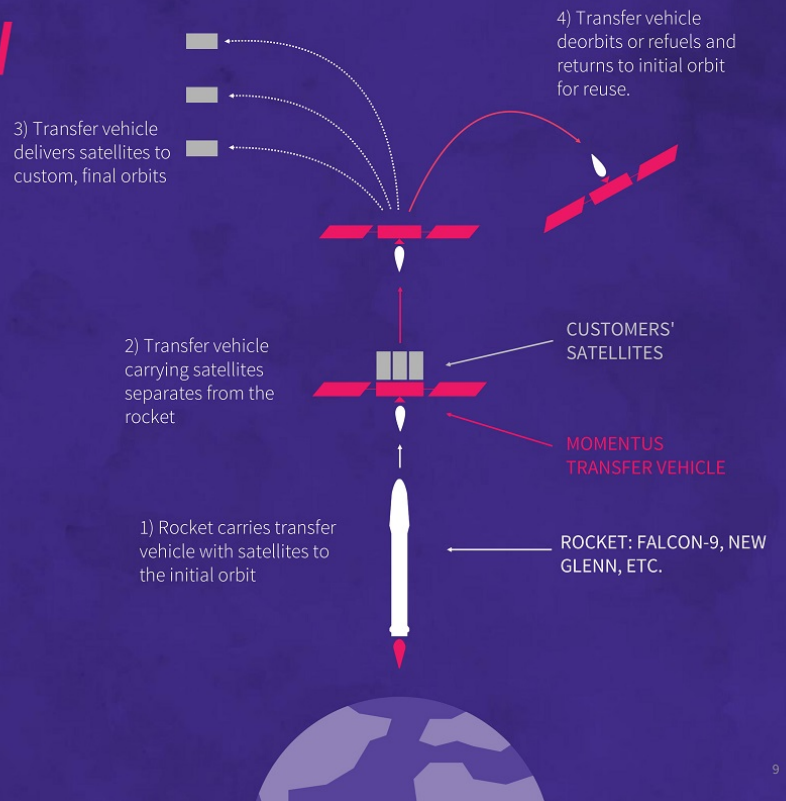 4) Transfer vehicle
deorbits or refuels and
returns to initial orbit
for reuse.
3) Transfer vehicle
delivers satellites to
custom, final orbits
2) Transfer vehicle
carrying satellites
separates from the
rocket
CUSTOMERS'
SATELLITES
MOMENTUS
TRANSFER VEHICLE
1) Rocket carries transfer
vehicle with satellites to
the initial orbit
ROCKET: FALCON-9, NEW
GLENN, ETC.
9